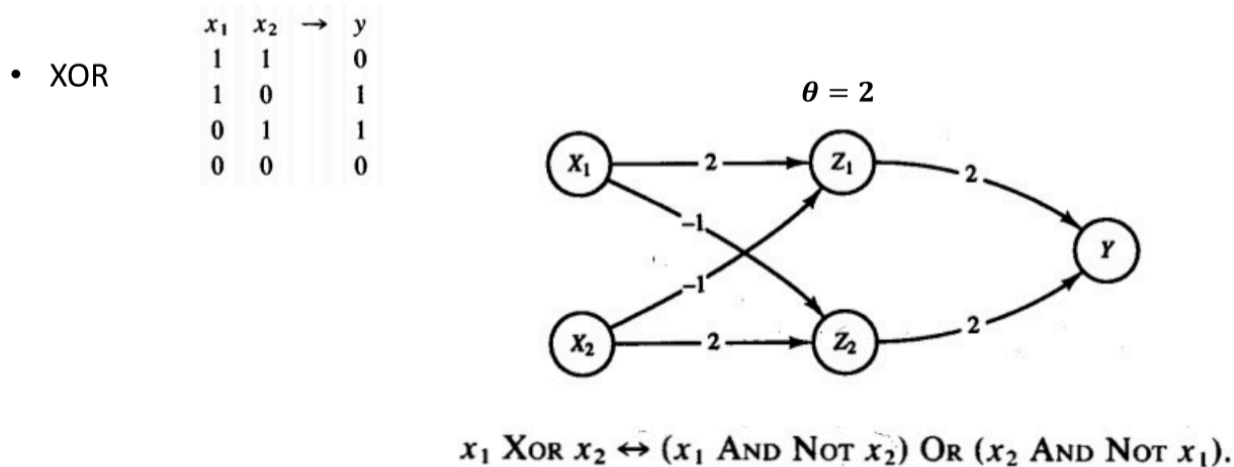 • XOR
x₁ x₂ → y
1 1 0
1 0 1
0 1 1
0 0 0
θ = 2
X₁ 2 Z₁ 2
-1
Y
-1
X₂ 2 Z₂ 2
x₁ XOR x₂ ↔ (x₁ AND NOT x₂) OR (x₂ AND NOT x₁).